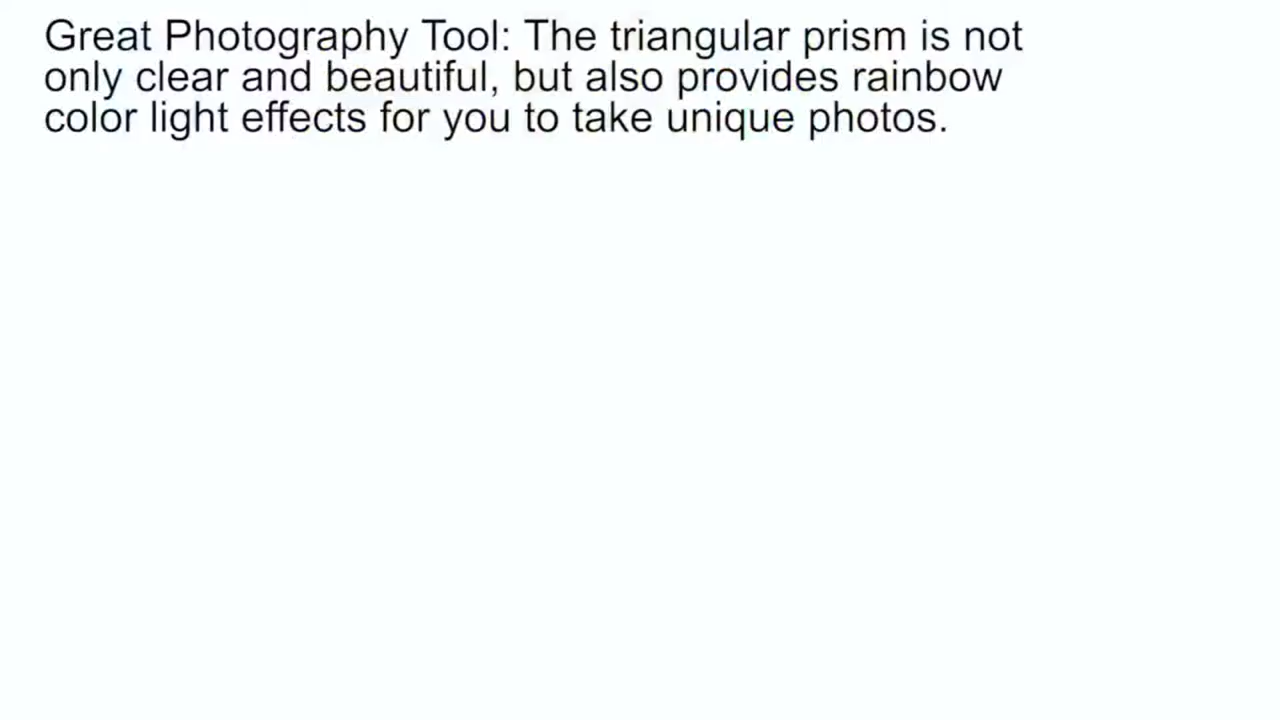 Great Photography Tool: The triangular prism is not
only clear and beautiful, but also provides rainbow
color light effects for you to take unique photos.